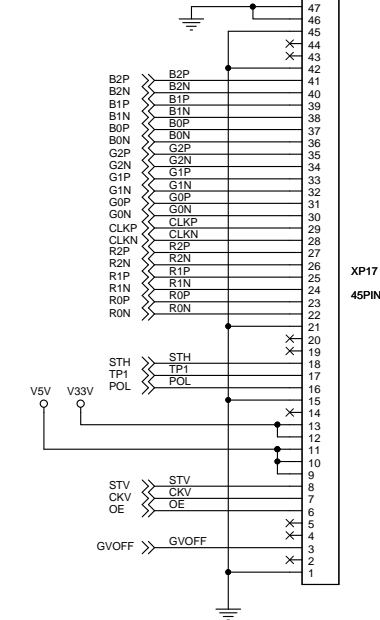 47
46
45
44
43
42
B2P B2P 41
B2N B2N 40
B1P B1P 39
B1N B1N 38
B0P B0P 37
B0N B0N 36
G2P G2P 35
G2N G2N 34
G1P G1P 33
G1N G1N 32
G0P G0P 31
G0N G0N 30
CLKP CLKP 29
CLKN CLKN 28
R2P R2P 27
R2N R2N 26
R1P R1P 25
R1N R1N 24
R0P R0P 23
R0N R0N 22
XP17
45PIN
21
20
19
STH STH 18
TP1 TP1 17
POL POL 16
V5V V33V 15
14
13
12
11
10
9
STV STV 8
CKV CKV 7
OE OE 6
5
4
GVOFF GVOFF 3
2
1